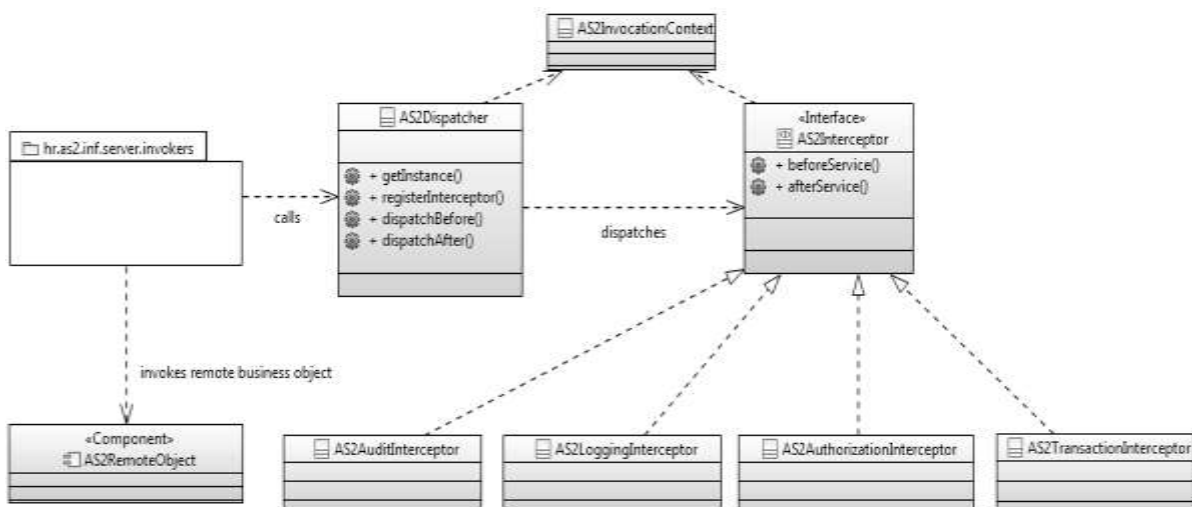 AS2InvocationContext
AS2Dispatcher
+ getInstance()
+ registerInterceptor()
+ dispatchBefore()
+ dispatchAfter()
«Interface»
AS2Interceptor
+ beforeService()
+ afterService()
hr.as2.inf.server.invokers
calls
dispatches
invokes remote business object
«Component»
AS2RemoteObject
AS2AuditInterceptor
AS2LoggingInterceptor
AS2AuthorizationInterceptor
AS2TransactionInterceptor